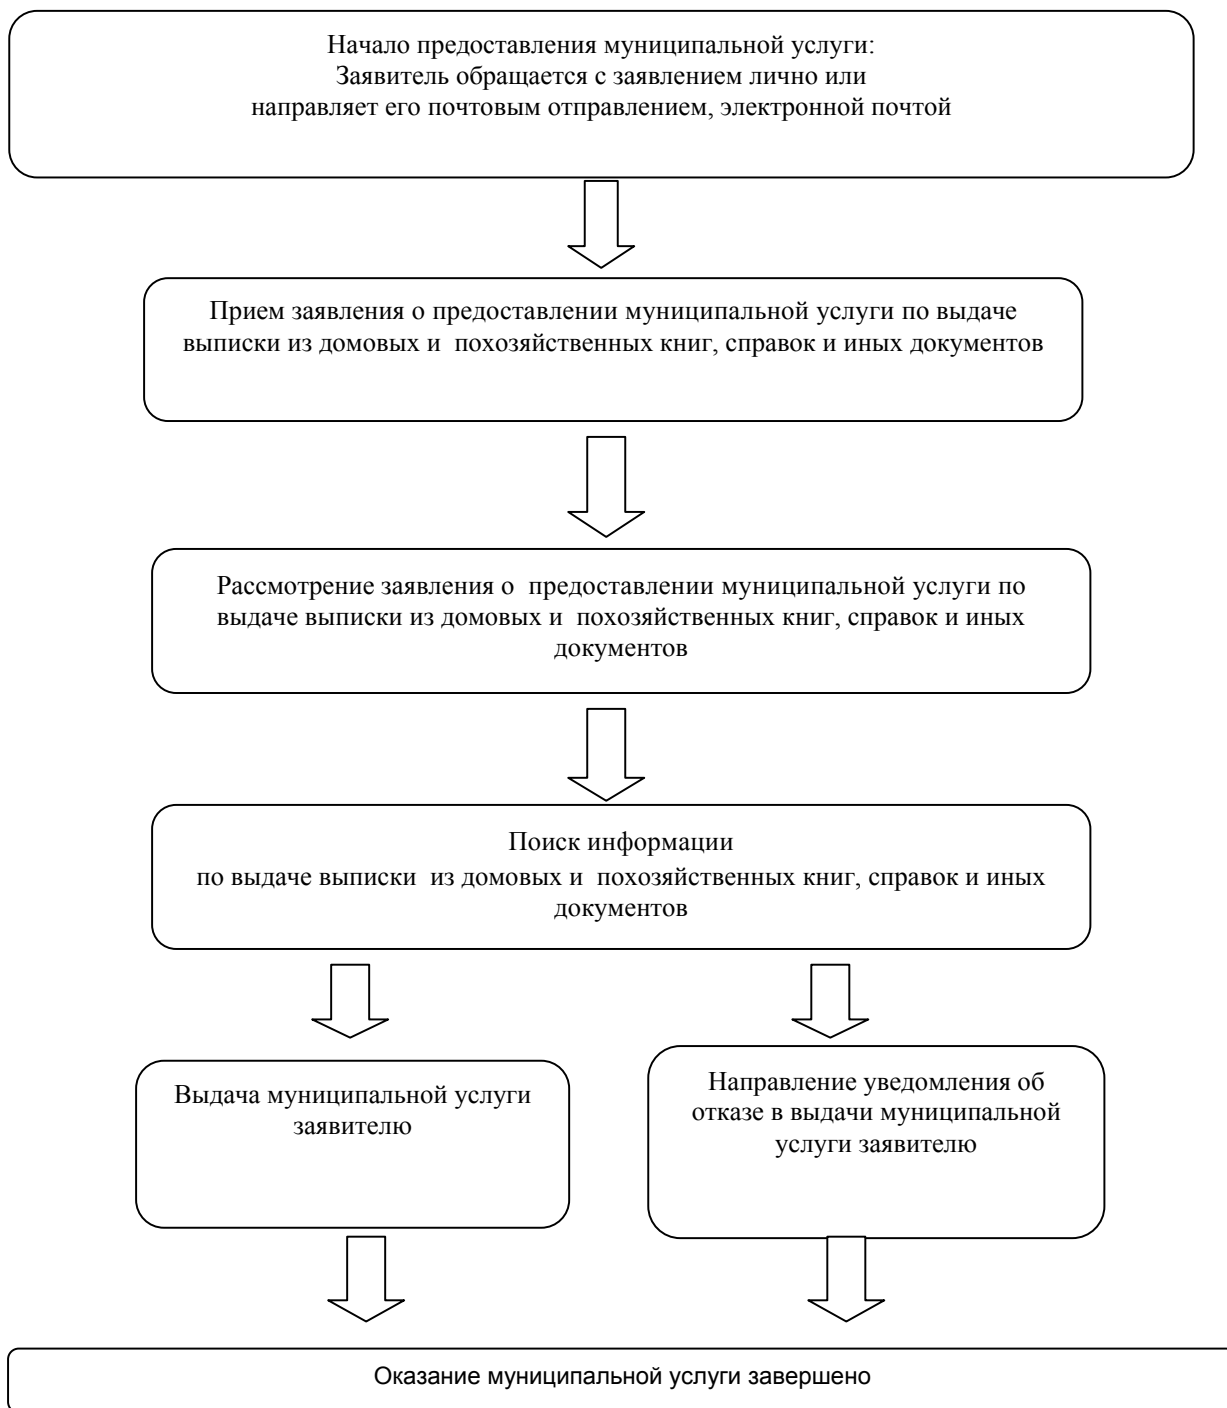 Начало предоставления муниципальной услуги:
Заявитель обращается с заявлением лично или
направляет его почтовым отправлением, электронной почтой
Прием заявления о предоставлении муниципальной услуги по выдаче
выписки из домовых и похозяйственных книг, справок и иных документов
Рассмотрение заявления о предоставлении муниципальной услуги по
выдаче выписки из домовых и похозяйственных книг, справок и иных
документов
Поиск информации
по выдаче выписки из домовых и похозяйственных книг, справок и иных
документов
Выдача муниципальной услуги
заявителю
Направление уведомления об
отказе в выдачи муниципальной
услуги заявителю
Оказание муниципальной услуги завершено